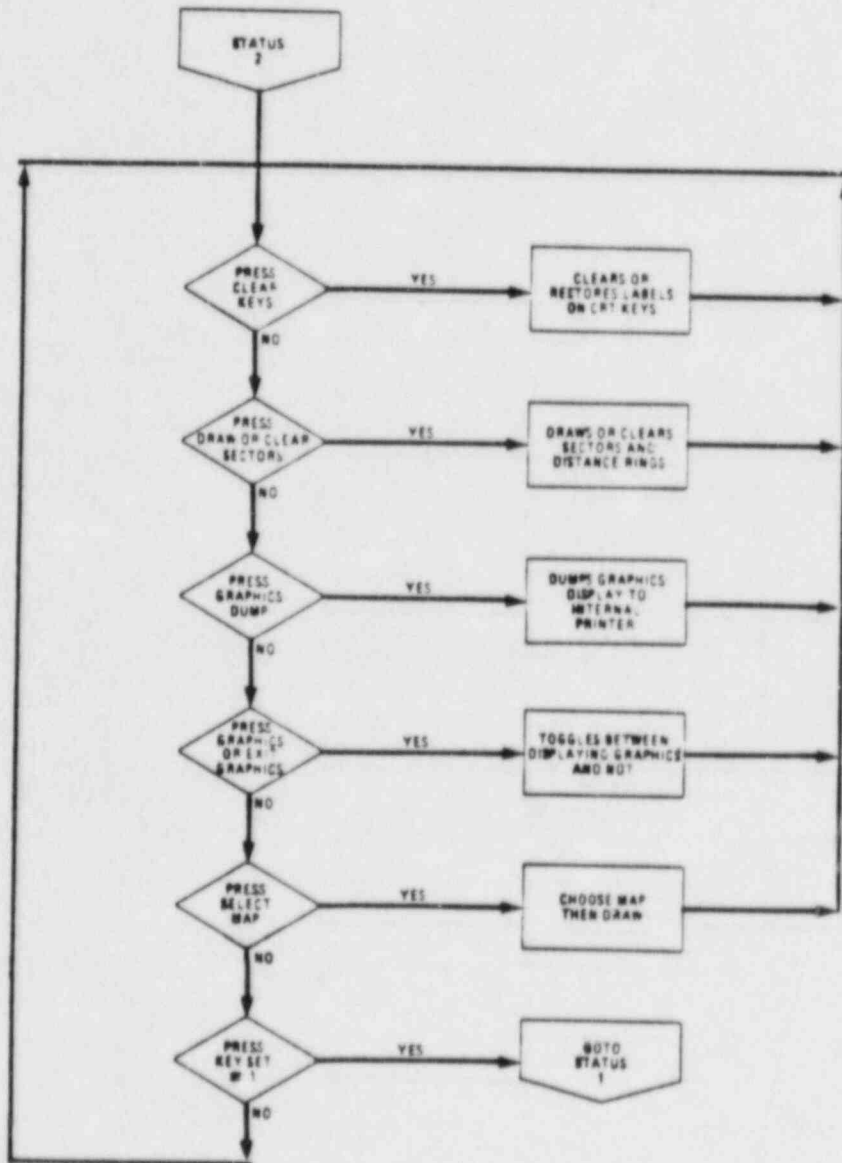 STATUS
2
PRESS
CLEAR
KEYS
YES
CLEARS OR
RESTORES LABELS
ON CRT KEYS
NO
PRESS
DRAW OR CLEAR
SECTORS
YES
DRAWS OR CLEARS
SECTORS AND
DISTANCE RINGS
NO
PRESS
GRAPHICS
DUMP
YES
DUMPS GRAPHICS
DISPLAY TO
INTERNAL
PRINTER
NO
PRESS
GRAPHICS
OR EXIT
GRAPHICS
YES
TOGGLES BETWEEN
DISPLAYING GRAPHICS
AND NOT
NO
PRESS
SELECT
MAP
YES
CHOOSE MAP
THEN DRAW
NO
PRESS
KEY SET
# 1
YES
GOTO
STATUS
1
NO